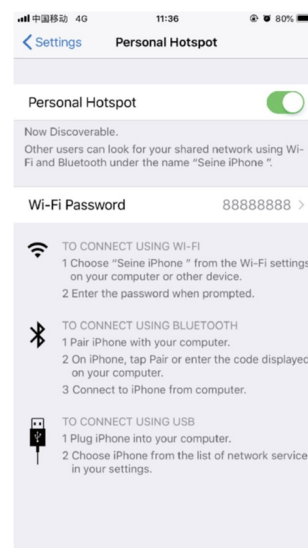 中国移动 4G 11:36 80%
Settings Personal Hotspot
Personal Hotspot
Now Discoverable.
Other users can look for your shared network using Wi-
Fi and Bluetooth under the name “Seine iPhone ”.
Wi-Fi Password 88888888
TO CONNECT USING WI-FI
1 Choose “Seine iPhone ” from the Wi-Fi settings
on your computer or other device.
2 Enter the password when prompted.
TO CONNECT USING BLUETOOTH
1 Pair iPhone with your computer.
2 On iPhone, tap Pair or enter the code displayed
on your computer.
3 Connect to iPhone from computer.
TO CONNECT USING USB
1 Plug iPhone into your computer.
2 Choose iPhone from the list of network service
in your settings.